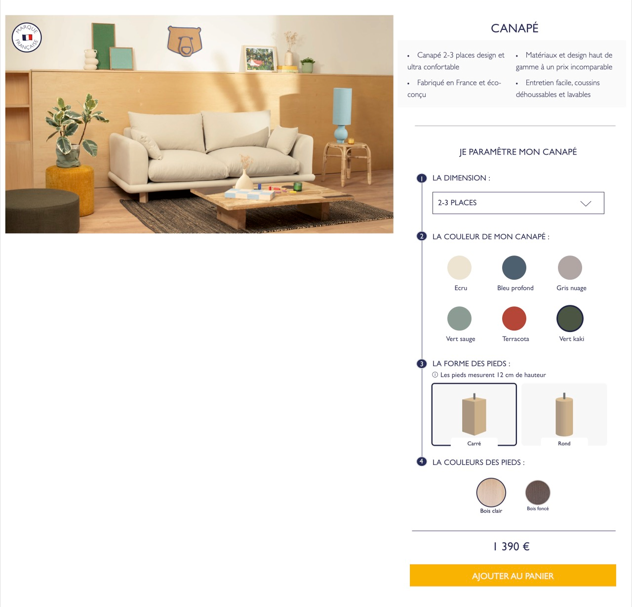 MARQUE
FRANÇAISE
CANAPÉ
• Canapé 2-3 places design et
ultra confortable
• Fabriqué en France et éco-
conçu
• Matériaux et design haut de
gamme à un prix incomparable
• Entretien facile, coussins
déhoussables et lavables
JE PARAMÈTRE MON CANAPÉ
1 LA DIMENSION :
2-3 PLACES
2 LA COULEUR DE MON CANAPÉ :
Ecru Bleu profond Gris nuage
Vert sauge Terracota Vert kaki
3 LA FORME DES PIEDS :
Les pieds mesurent 12 cm de hauteur
Carré Rond
4 LA COULEURS DES PIEDS :
Bois clair Bois foncé
1 390 €
AJOUTER AU PANIER